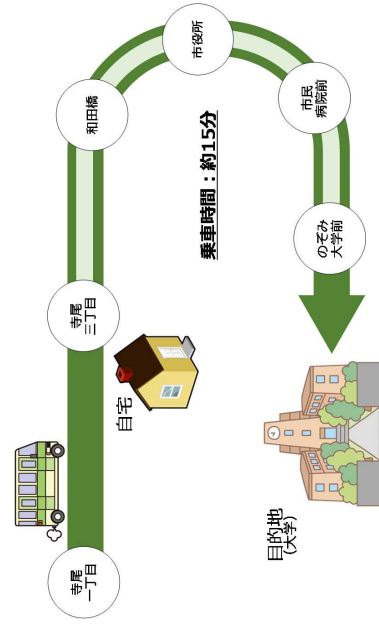 寺尾
一丁目
寺尾
三丁目
和田橋
市役所
市民
病院前
のぞみ
大学前
乗車時間：約15分
自宅
目的地
(大学)